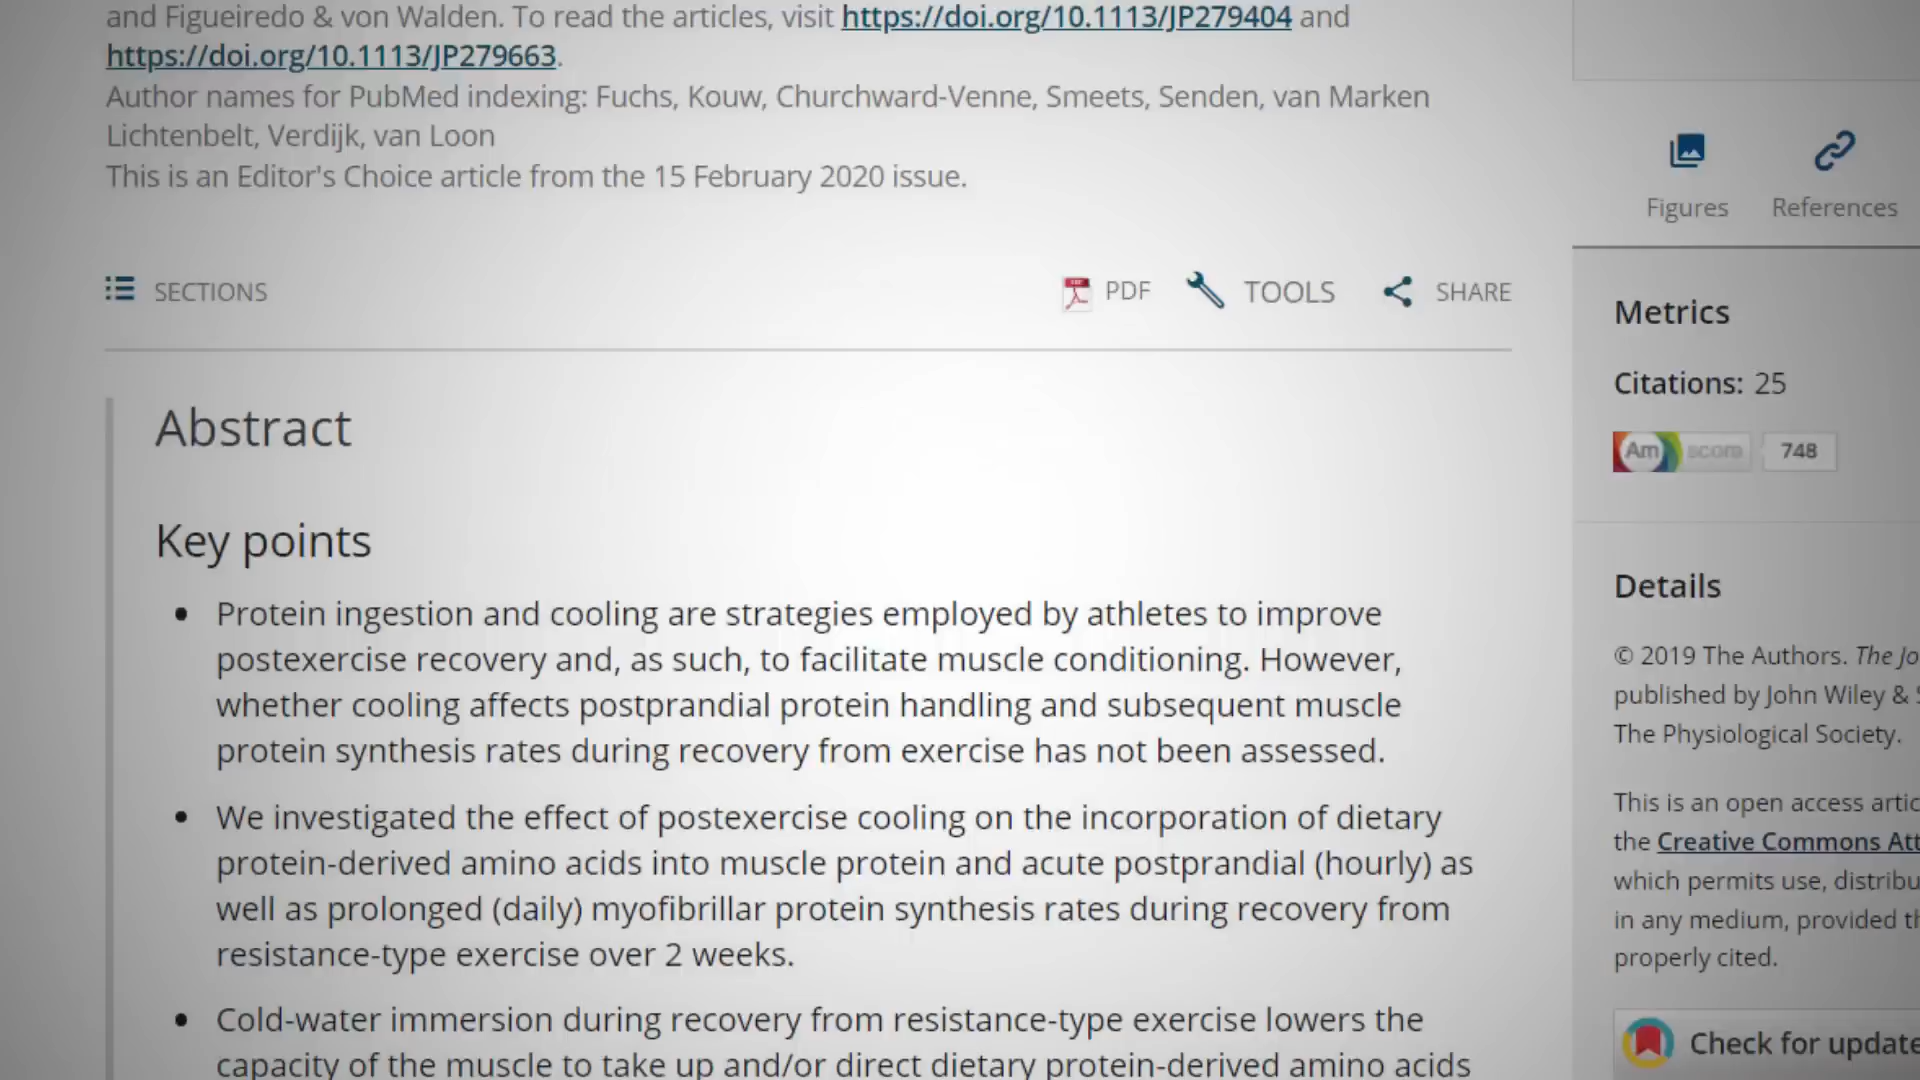 and Figueiredo & von Walden. To read the articles, visit https://doi.org/10.1113/JP279404 and
https://doi.org/10.1113/JP279663.
Author names for PubMed indexing: Fuchs, Kouw, Churchward-Venne, Smeets, Senden, van Marken
Lichtenbelt, Verdijk, van Loon
This is an Editor's Choice article from the 15 February 2020 issue.
SECTIONS
PDF
TOOLS
SHARE
Abstract
Key points
• Protein ingestion and cooling are strategies employed by athletes to improve
postexercise recovery and, as such, to facilitate muscle conditioning. However,
whether cooling affects postprandial protein handling and subsequent muscle
protein synthesis rates during recovery from exercise has not been assessed.
• We investigated the effect of postexercise cooling on the incorporation of dietary
protein-derived amino acids into muscle protein and acute postprandial (hourly) as
well as prolonged (daily) myofibrillar protein synthesis rates during recovery from
resistance-type exercise over 2 weeks.
• Cold-water immersion during recovery from resistance-type exercise lowers the
capacity of the muscle to take up and/or direct dietary protein-derived amino acids
Figures
References
Metrics
Citations: 25
Am score 748
Details
© 2019 The Authors. The Jo
published by John Wiley &
The Physiological Society.
This is an open access artic
the Creative Commons Att
which permits use, distribu
in any medium, provided th
properly cited.
Check for update